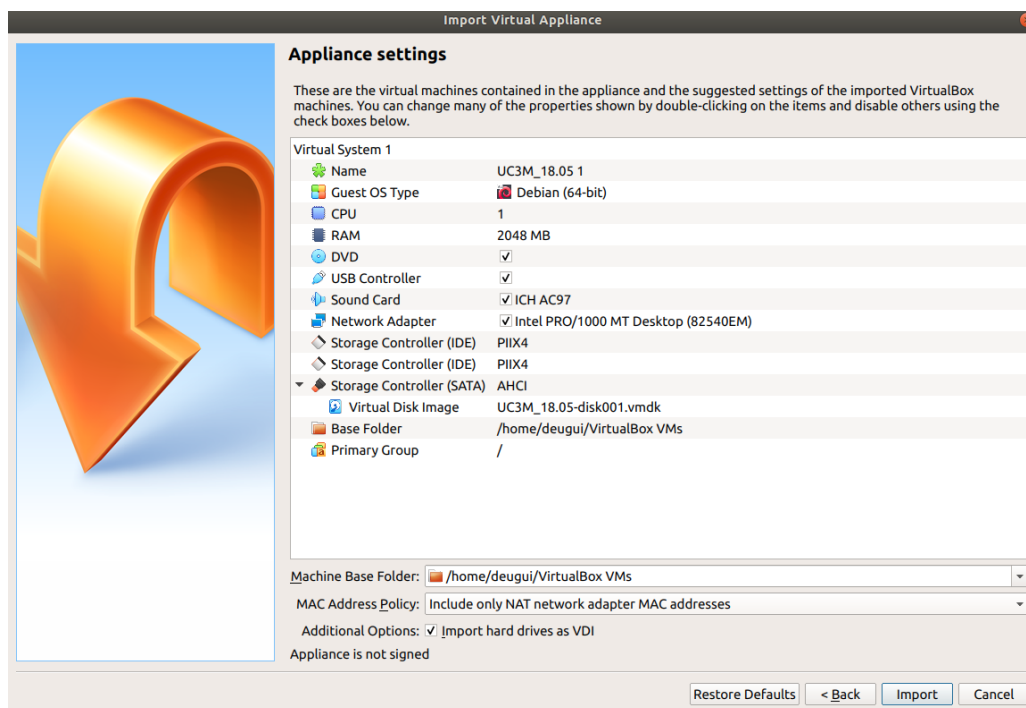 Import Virtual Appliance
Appliance settings
These are the virtual machines contained in the appliance and the suggested settings of the imported VirtualBox
machines. You can change many of the properties shown by double-clicking on the items and disable others using the
check boxes below.
Virtual System 1
Name UC3M_18.05 1
Guest OS Type Debian (64-bit)
CPU 1
RAM 2048 MB
DVD
USB Controller
Sound Card ICH AC97
Network Adapter Intel PRO/1000 MT Desktop (82540EM)
Storage Controller (IDE) PIIX4
Storage Controller (IDE) PIIX4
Storage Controller (SATA) AHCI
Virtual Disk Image UC3M_18.05-disk001.vmdk
Base Folder /home/deugui/VirtualBox VMs
Primary Group /
Machine Base Folder: /home/deugui/VirtualBox VMs
MAC Address Policy: Include only NAT network adapter MAC addresses
Additional Options: Import hard drives as VDI
Appliance is not signed
Restore Defaults < Back Import Cancel